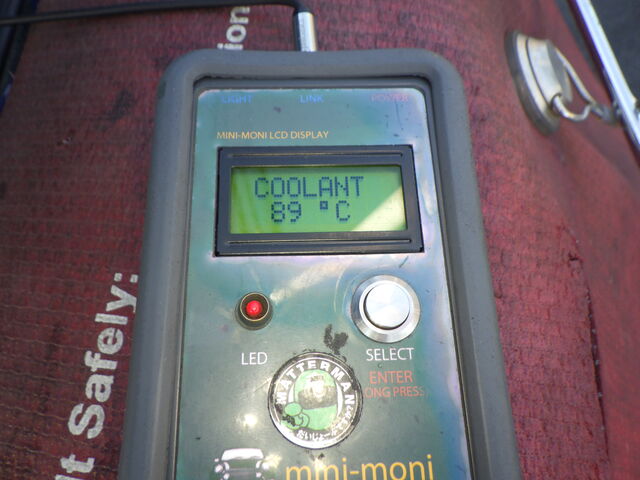 LIGHT LINK POWER
MINI-MONI LCD DISPLAY
COOLANT
89 °C
LED
SELECT
ENTER
LONG PRESS
MATTERMAN
mini-moni
Safely: